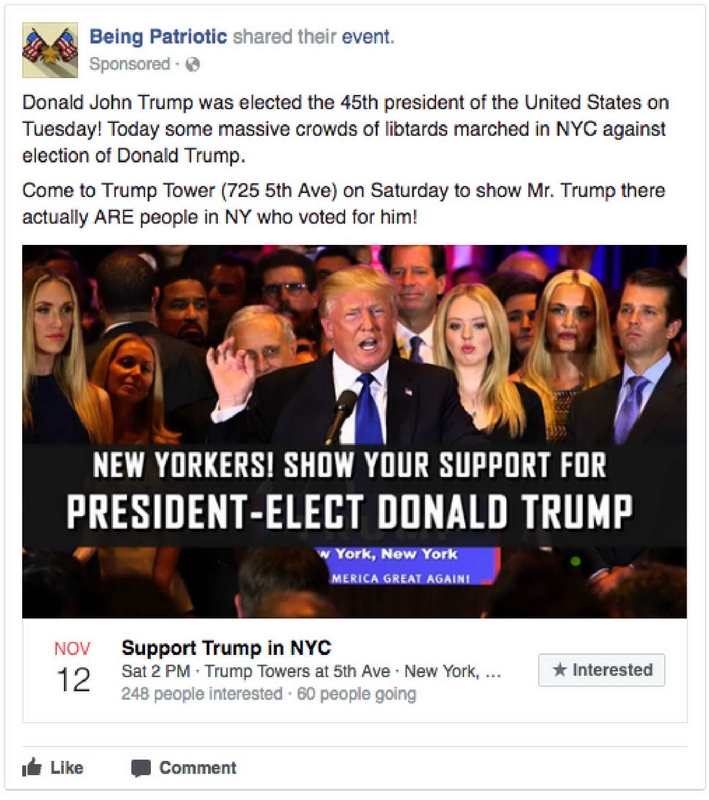 Being Patriotic shared their event.
Sponsored ·
Donald John Trump was elected the 45th president of the United States on
Tuesday! Today some massive crowds of libtards marched in NYC against
election of Donald Trump.
Come to Trump Tower (725 5th Ave) on Saturday to show Mr. Trump there
actually ARE people in NY who voted for him!
NEW YORKERS! SHOW YOUR SUPPORT FOR
PRESIDENT-ELECT DONALD TRUMP
w York, New York
MERICA GREAT AGAIN!
NOV
12
Support Trump in NYC
Sat 2 PM · Trump Towers at 5th Ave · New York, ...
248 people interested · 60 people going
★ Interested
Like
Comment